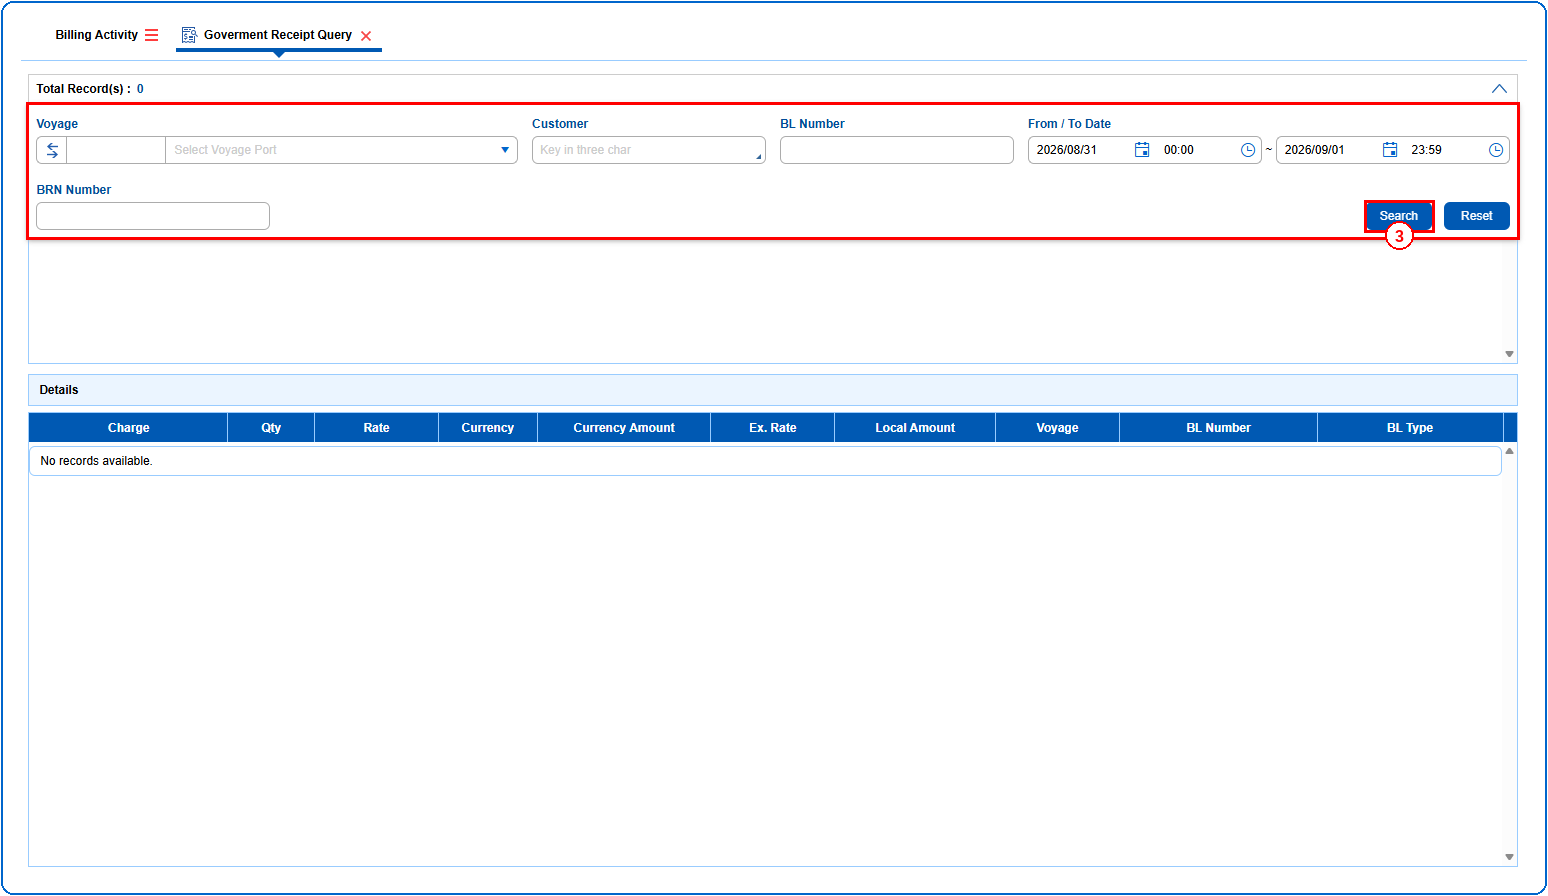 Billing Activity Goverment Receipt Query
Total Record(s) : 0
Voyage Customer BL Number From / To Date
Select Voyage Port Key in three char 2026/08/31 00:00 ~ 2026/09/01 23:59
BRN Number
Search Reset
3
Details
Charge Qty Rate Currency Currency Amount Ex. Rate Local Amount Voyage BL Number BL Type
No records available.